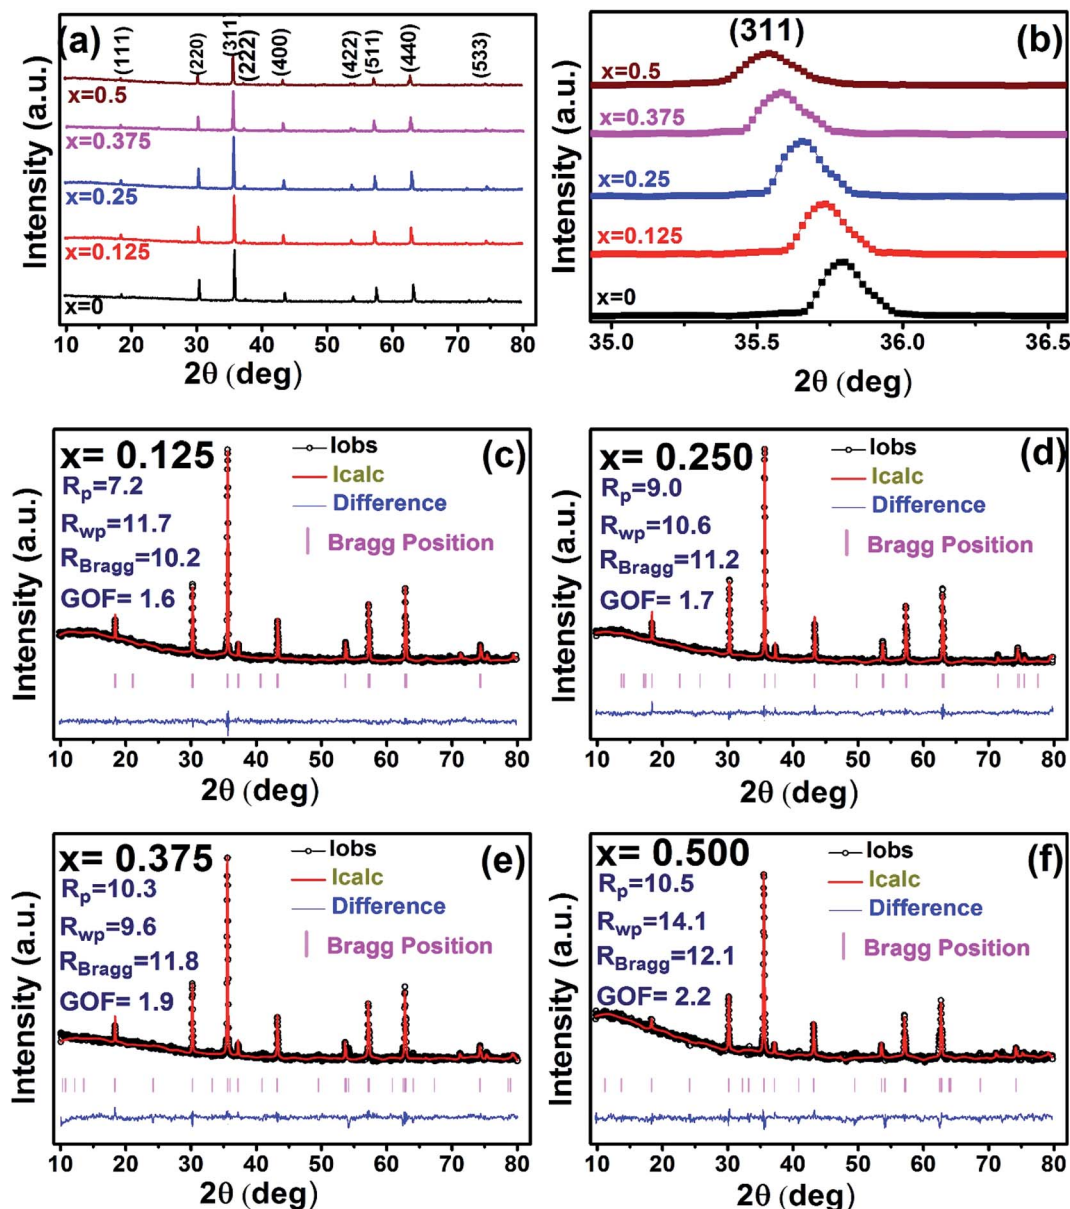 (a)
(111)
(220)
(311)
(222)
(400)
(422)
(511)
(440)
(533)
x=0.5
x=0.375
x=0.25
x=0.125
x=0
Intensity (a.u.)
10 20 30 40 50 60 70 80
2θ (deg)
(b)
(311)
x=0.5
x=0.375
x=0.25
x=0.125
x=0
Intensity (a.u.)
35.0 35.5 36.0 36.5
2θ (deg)
x= 0.125
(c)
Rp=7.2
Rwp=11.7
RBragg=10.2
GOF= 1.6
Iobs
Icalc
Difference
Bragg Position
Intensity (a.u.)
10 20 30 40 50 60 70 80
2θ (deg)
x= 0.250
(d)
Rp=9.0
Rwp=10.6
RBragg=11.2
GOF= 1.7
Iobs
Icalc
Difference
Bragg Position
Intensity (a.u.)
10 20 30 40 50 60 70 80
2θ (deg)
x= 0.375
(e)
Rp=10.3
Rwp=9.6
RBragg=11.8
GOF= 1.9
Iobs
Icalc
Difference
Bragg Position
Intensity (a.u.)
10 20 30 40 50 60 70 80
2θ (deg)
x= 0.500
(f)
Rp=10.5
Rwp=14.1
RBragg=12.1
GOF= 2.2
Iobs
Icalc
Difference
Bragg Position
Intensity (a.u.)
10 20 30 40 50 60 70 80
2θ (deg)